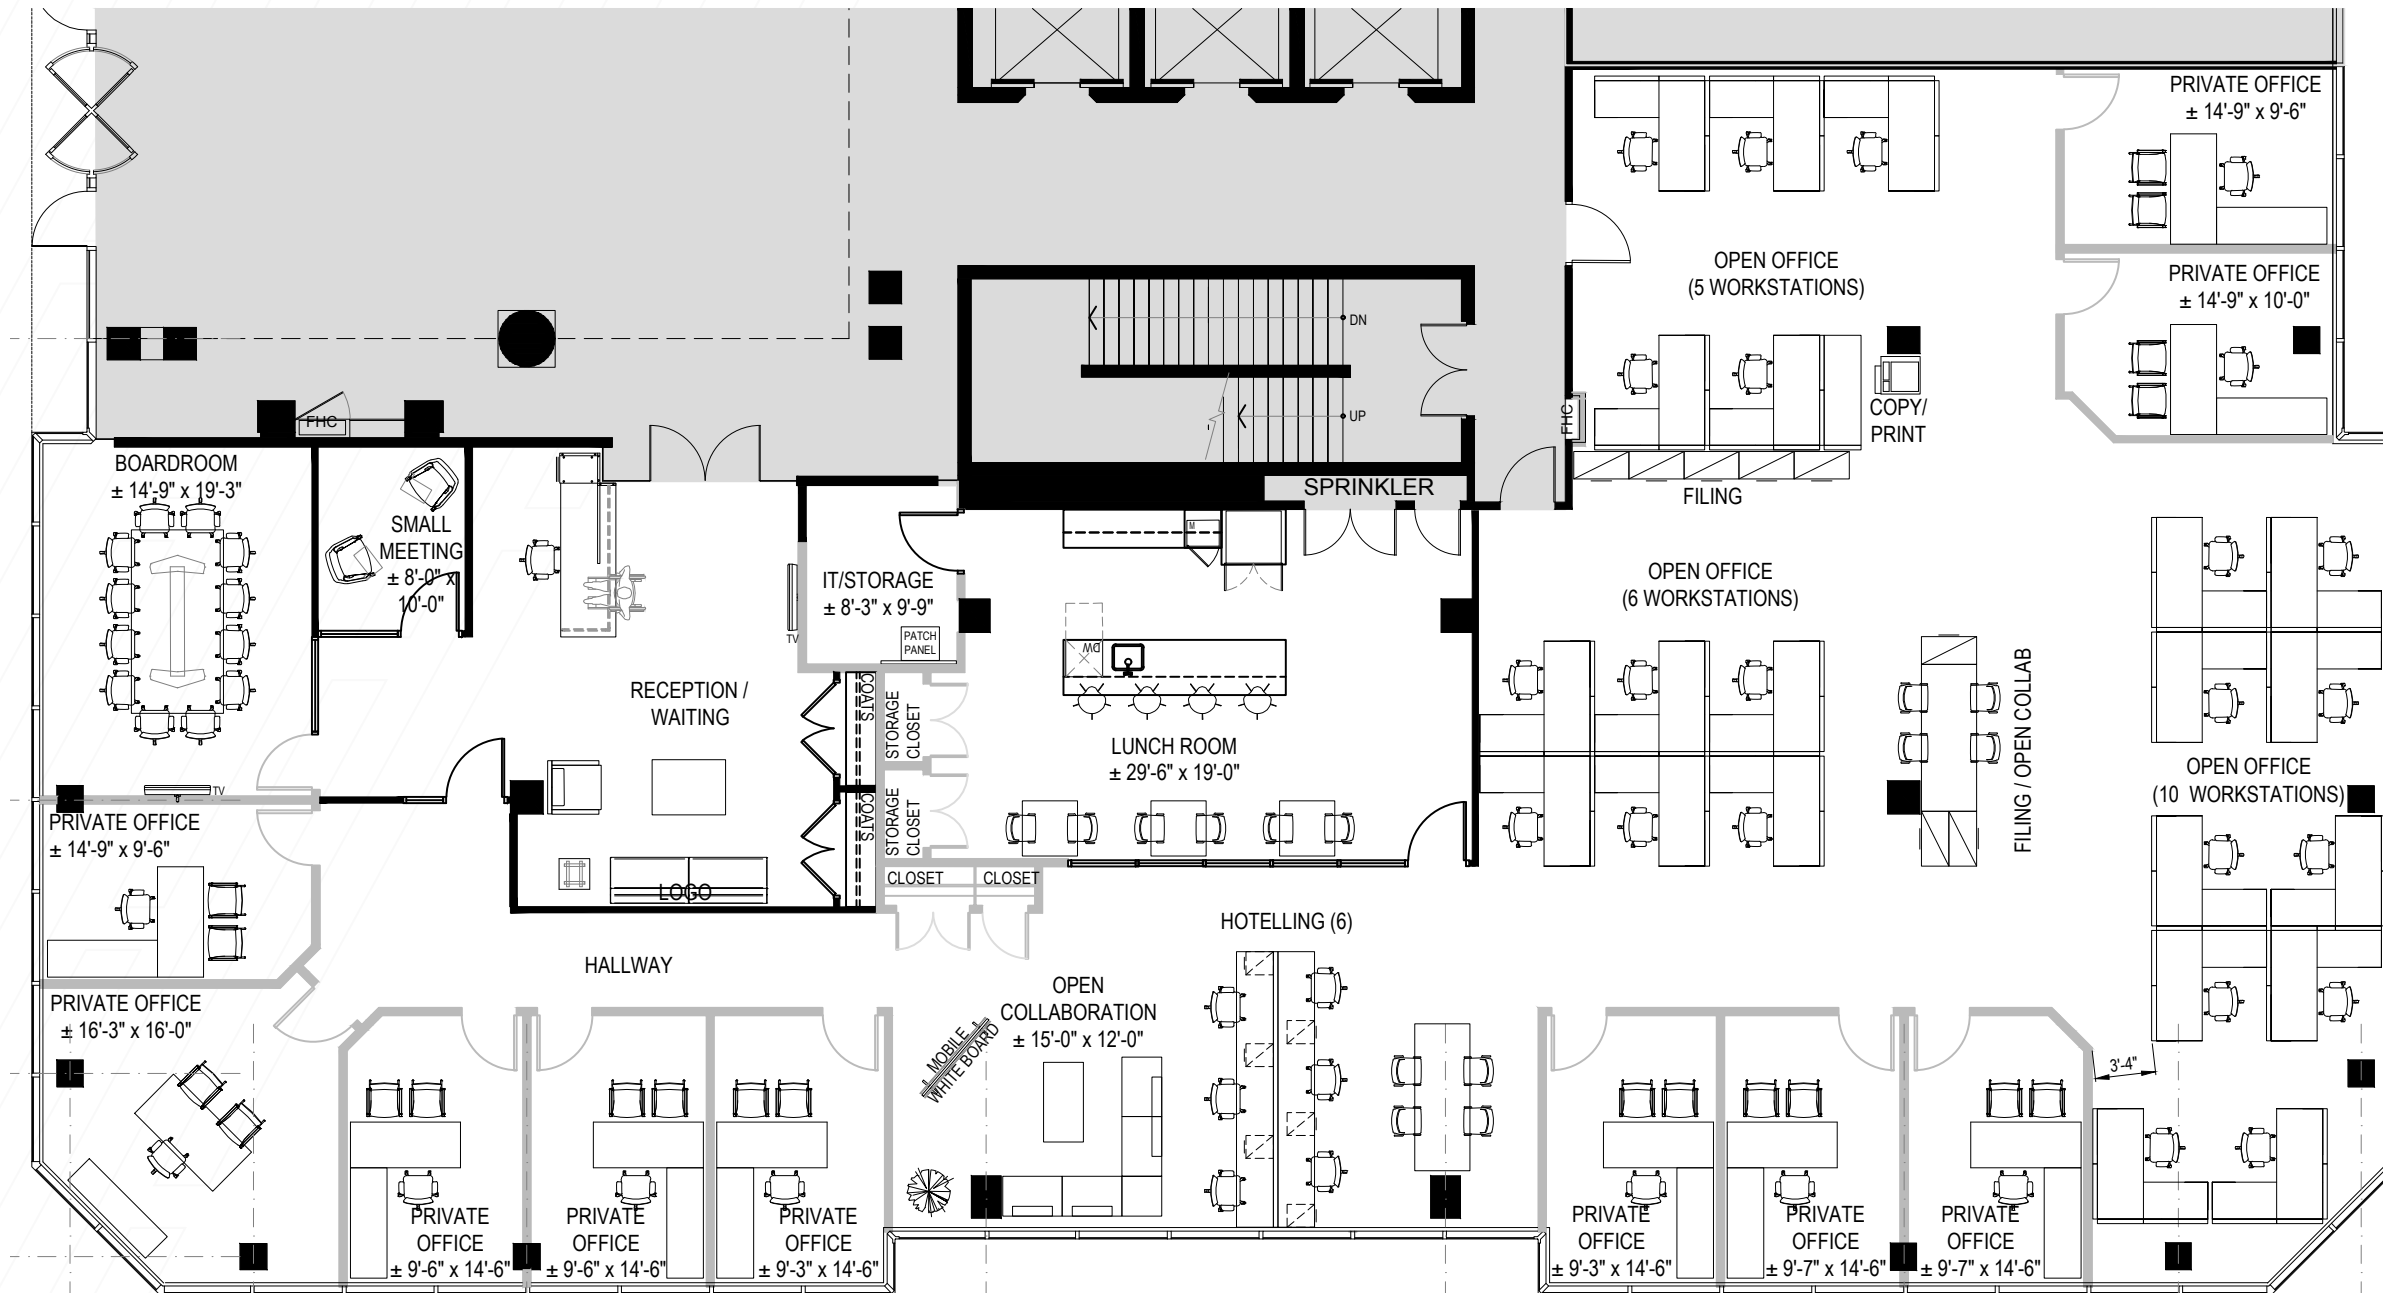 PRIVATE OFFICE
± 14'-9" x 9'-6"
OPEN OFFICE
(5 WORKSTATIONS)
PRIVATE OFFICE
± 14'-9" x 10'-0"
DN
UP
FHC
FHC
COPY/
PRINT
BOARDROOM
± 14'-9" x 19'-3"
SMALL
MEETING
± 8'-0" x
10'-0"
SPRINKLER
FILING
M
IT/STORAGE
± 8'-3" x 9'-9"
PATCH
PANEL
TV
DW
OPEN OFFICE
(6 WORKSTATIONS)
RECEPTION /
WAITING
COATS
STORAGE
CLOSET
LUNCH ROOM
± 29'-6" x 19'-0"
FILING / OPEN COLLAB
OPEN OFFICE
(10 WORKSTATIONS)
TV
PRIVATE OFFICE
± 14'-9" x 9'-6"
COATS
STORAGE
CLOSET
LOGO
CLOSET
CLOSET
HOTELLING (6)
HALLWAY
PRIVATE OFFICE
± 16'-3" x 16'-0"
OPEN
COLLABORATION
± 15'-0" x 12'-0"
MOBILE
WHITE BOARD
3'-4"
PRIVATE
OFFICE
± 9'-6" x 14'-6"
PRIVATE
OFFICE
± 9'-6" x 14'-6"
PRIVATE
OFFICE
± 9'-3" x 14'-6"
PRIVATE
OFFICE
± 9'-3" x 14'-6"
PRIVATE
OFFICE
± 9'-7" x 14'-6"
PRIVATE
OFFICE
± 9'-7" x 14'-6"